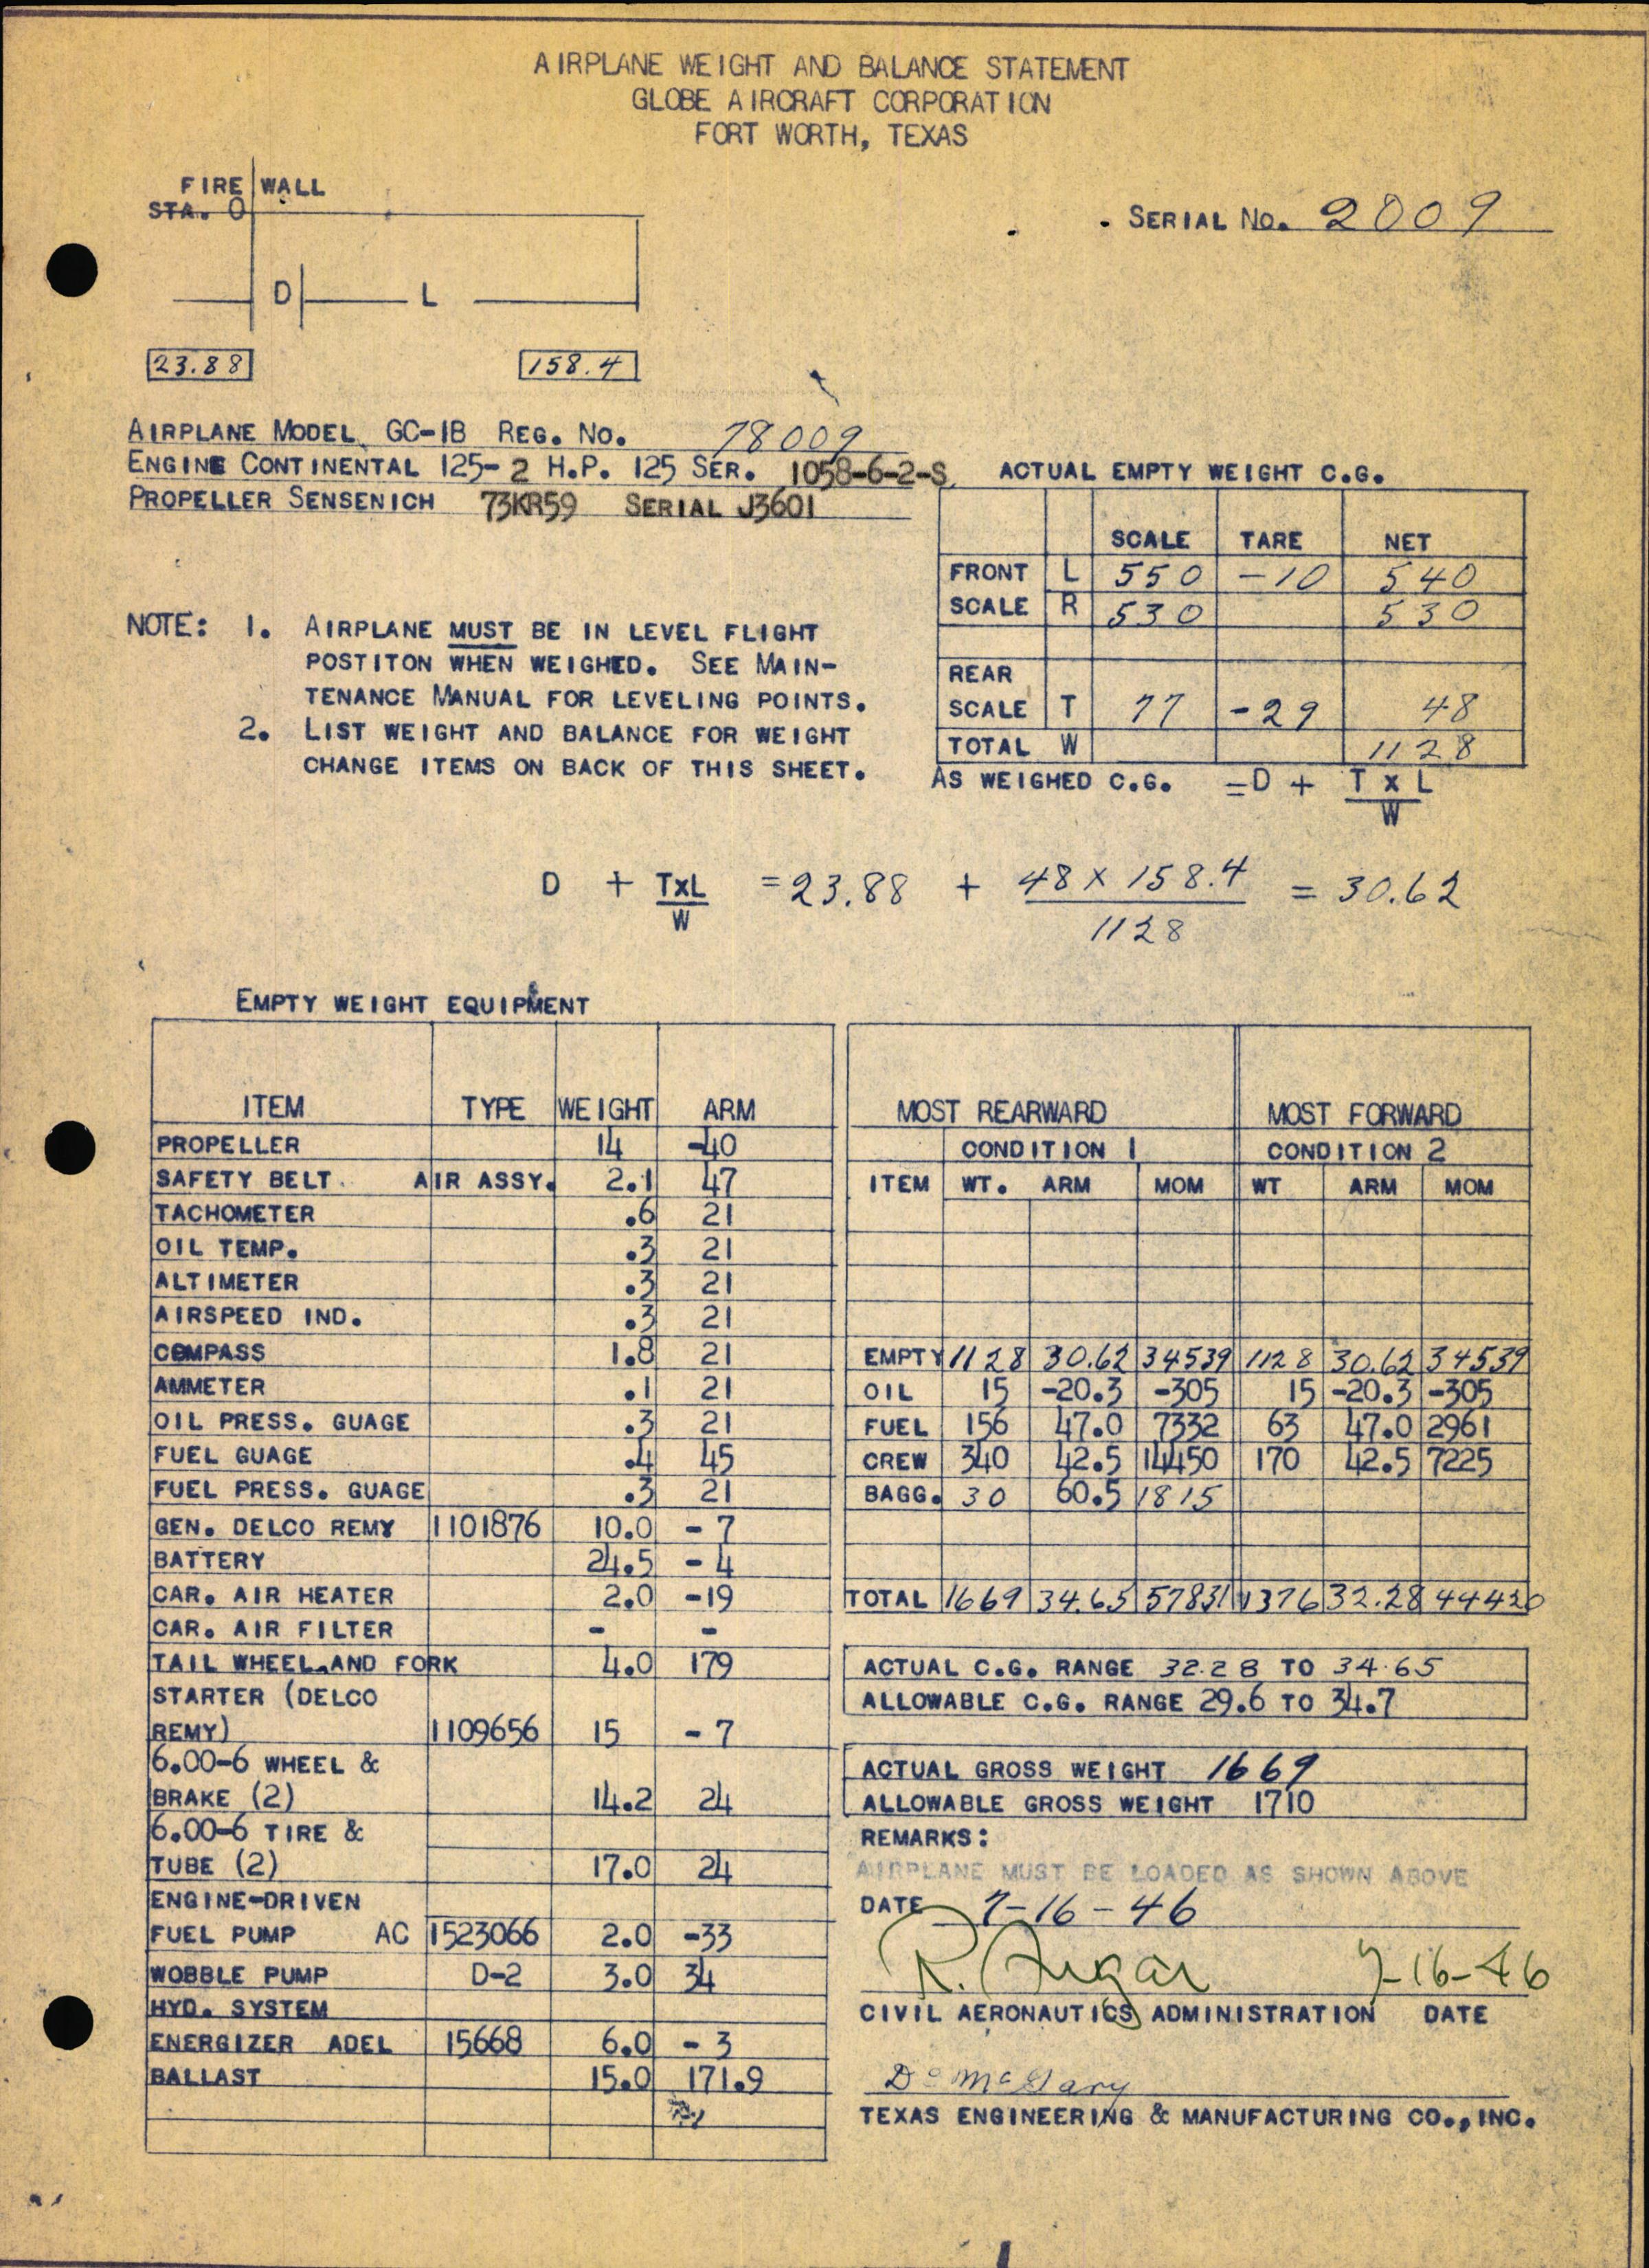 AIRPLANE WEIGHT AND BALANCE STATEMENT
GLOBE AIRCRAFT CORPORATION
FORT WORTH, TEXAS
FIRE WALL
STA. 0
SERIAL NO. 2009
D L
23.88 158.4
AIRPLANE MODEL GC-1B REG. NO. 78009
ENGINE CONTINENTAL 125-2 H.P. 125 SER. 1058-6-2-S
PROPELLER SENSENICH 73KR59 SERIAL J3601
NOTE: 1. AIRPLANE MUST BE IN LEVEL FLIGHT
POSTITON WHEN WEIGHED. SEE MAIN-
TENANCE MANUAL FOR LEVELING POINTS.
2. LIST WEIGHT AND BALANCE FOR WEIGHT
CHANGE ITEMS ON BACK OF THIS SHEET.
ACTUAL EMPTY WEIGHT C.G.
SCALE TARE NET
FRONT L 550 -10 540
SCALE R 530 530
REAR
SCALE T 77 -29 48
TOTAL W 1128
AS WEIGHED C.G. =D + T X L
W
D + TXL = 23.88 + 48 X 158.4 = 30.62
W 1128
EMPTY WEIGHT EQUIPMENT
ITEM TYPE WEIGHT ARM
PROPELLER 14 -40
SAFETY BELT AIR ASSY. 2.1 47
TACHOMETER .6 21
OIL TEMP. .3 21
ALTIMETER .3 21
AIRSPEED IND. .3 21
COMPASS 1.8 21
AMMETER .1 21
OIL PRESS. GUAGE .3 21
FUEL GUAGE .4 45
FUEL PRESS. GUAGE .3 21
GEN. DELCO REMY 1101876 10.0 - 7
BATTERY 24.5 - 4
CAR. AIR HEATER 2.0 -19
CAR. AIR FILTER - -
TAIL WHEEL AND FORK 4.0 179
STARTER (DELCO
REMY) 1109656 15 - 7
6.00-6 WHEEL &
BRAKE (2) 14.2 24
6.00-6 TIRE &
TUBE (2) 17.0 24
ENGINE-DRIVEN
FUEL PUMP AC 1523066 2.0 -33
WOBBLE PUMP D-2 3.0 34
HYD. SYSTEM
ENERGIZER ADEL 15668 6.0 - 3
BALLAST 15.0 171.9
MOST REARWARD MOST FORWARD
CONDITION 1 CONDITION 2
ITEM WT. ARM MOM WT ARM MOM
EMPTY 1128 30.62 34539 1128 30.62 34539
OIL 15 -20.3 -305 15 -20.3 -305
FUEL 156 47.0 7332 63 47.0 2961
CREW 340 42.5 14450 170 42.5 7225
BAGG. 30 60.5 1815
TOTAL 1669 34.65 57831 1376 32.28 44420
ACTUAL C.G. RANGE 32.28 TO 34.65
ALLOWABLE C.G. RANGE 29.6 TO 34.7
ACTUAL GROSS WEIGHT 1669
ALLOWABLE GROSS WEIGHT 1710
REMARKS:
AIRPLANE MUST BE LOADED AS SHOWN ABOVE
DATE 7-16-46
R. 7-16-46
CIVIL AERONAUTICS ADMINISTRATION DATE
TEXAS ENGINEERING & MANUFACTURING CO., INC.